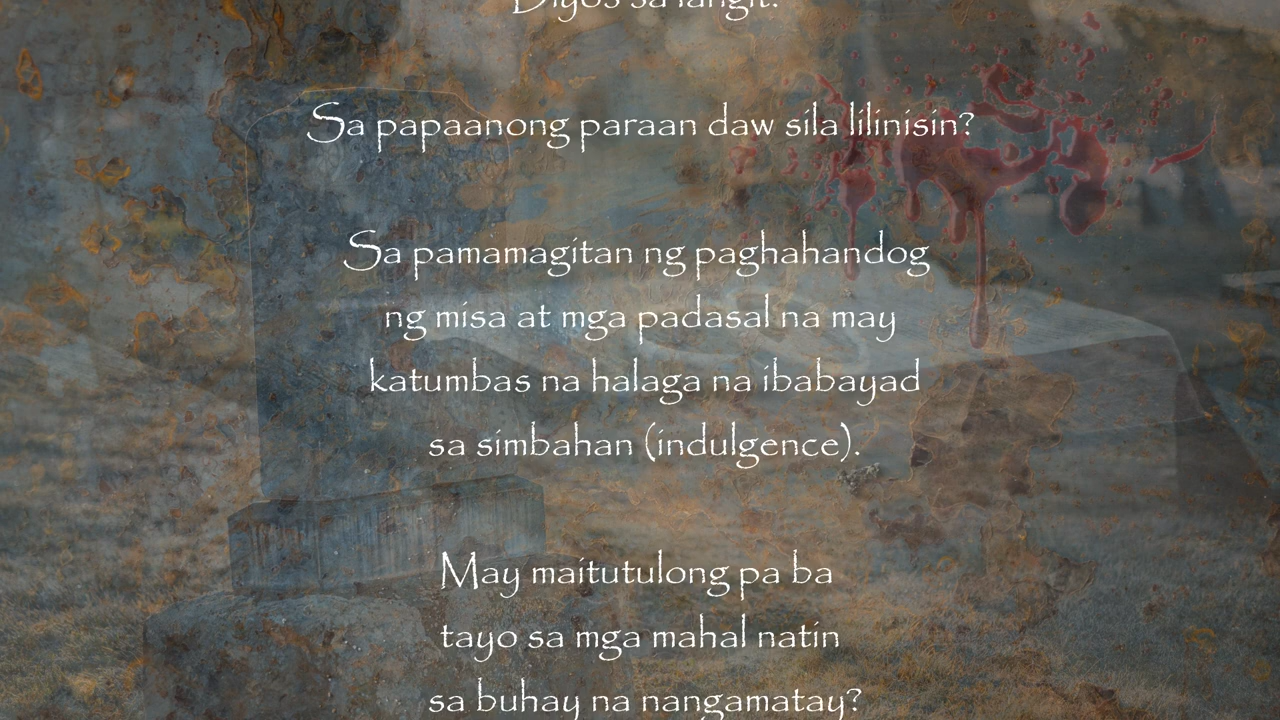 Diyos sa langit.
Sa papaanong paraan daw sila lilinisin?
Sa pamamagitan ng paghahandog
ng misa at mga padasal na may
katumbas na halaga na ibabayad
sa simbahan (indulgence).
May maitutulong pa ba
tayo sa mga mahal natin
sa buhay na nangamatay?